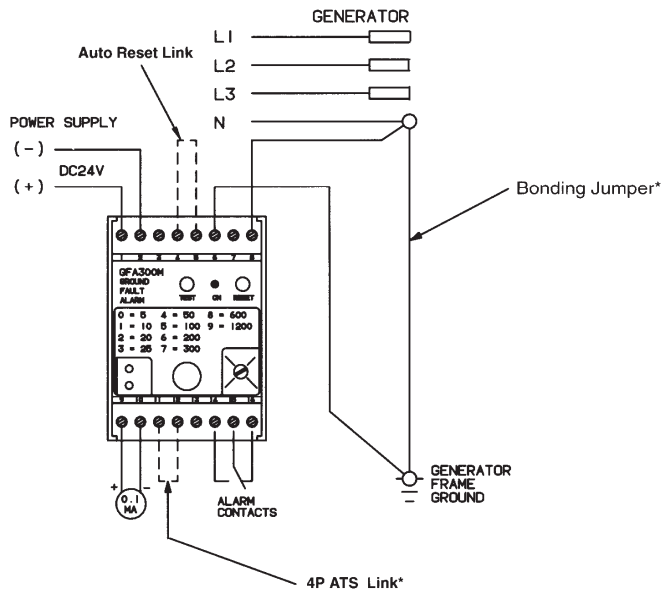 GENERATOR
L1
Auto Reset Link
L2
L3
POWER SUPPLY
N
(-)
DC24V
(+)
Bonding Jumper*
1 2 3 4 5 6 7 8
GFA300M
GROUND
FAULT
ALARM
TEST ON RESET
0 = 5 4 = 50 8 = 600
1 = 10 5 = 100 9 = 1200
2 = 20 6 = 200
3 = 25 7 = 300
9 10 11 12 13 14 15 16
+ -
0.1
MA
ALARM
CONTACTS
GENERATOR
FRAME
GROUND
4P ATS Link*